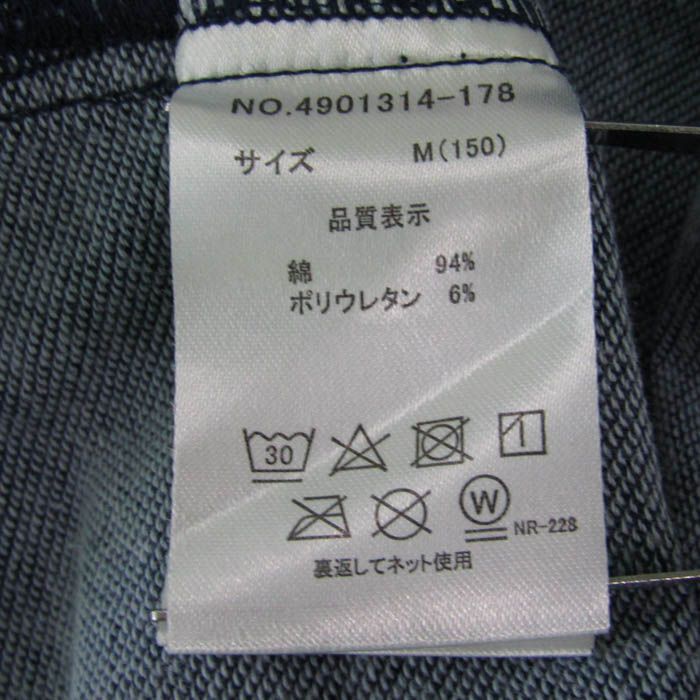 NO.4901314-178
サイズ M(150)
品質表示
綿 94%
ポリウレタン 6%
30
W
NR-228
裏返してネット使用